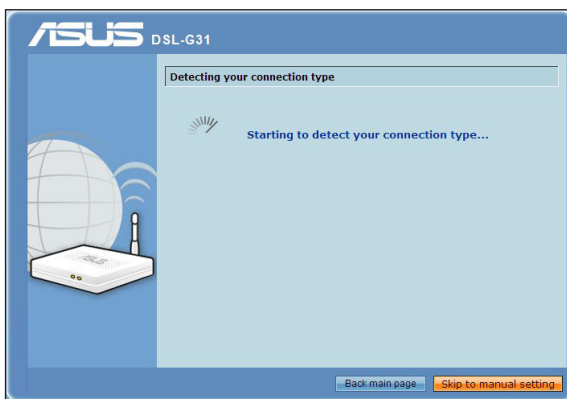 ASUS DSL-G31
Detecting your connection type
Starting to detect your connection type...
ASUS
Back main page
Skip to manual setting